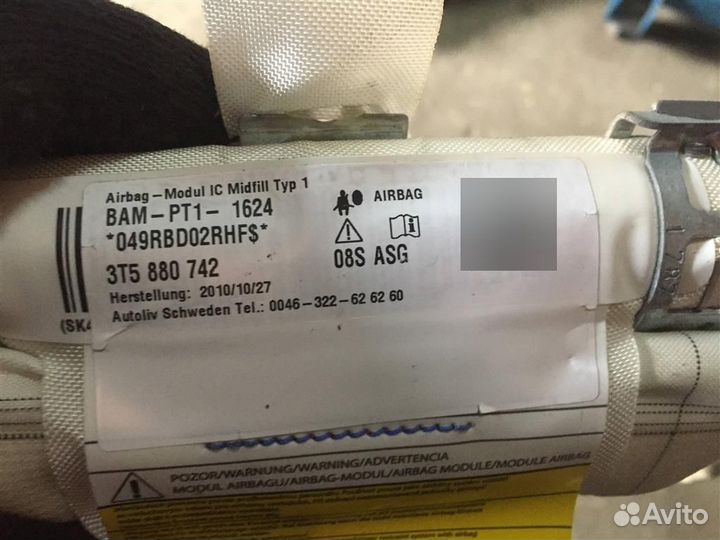 Airbag-Modul IC Midfill Typ 1
BAM-PT1- 1624
*049RBD02RHF$*
3T5 880 742
Herstellung: 2010/10/27
Autoliv Schweden Tel.: 0046-322-62 62 60
AIRBAG
08S ASG
(SK4
POZOR/WARNUNG/WARNING/ADVERTENCIA
MODUL AIRBAGU/AIRBAG-MODUL/AIRBAG MODULE/MODULE AIRBAG
Avito